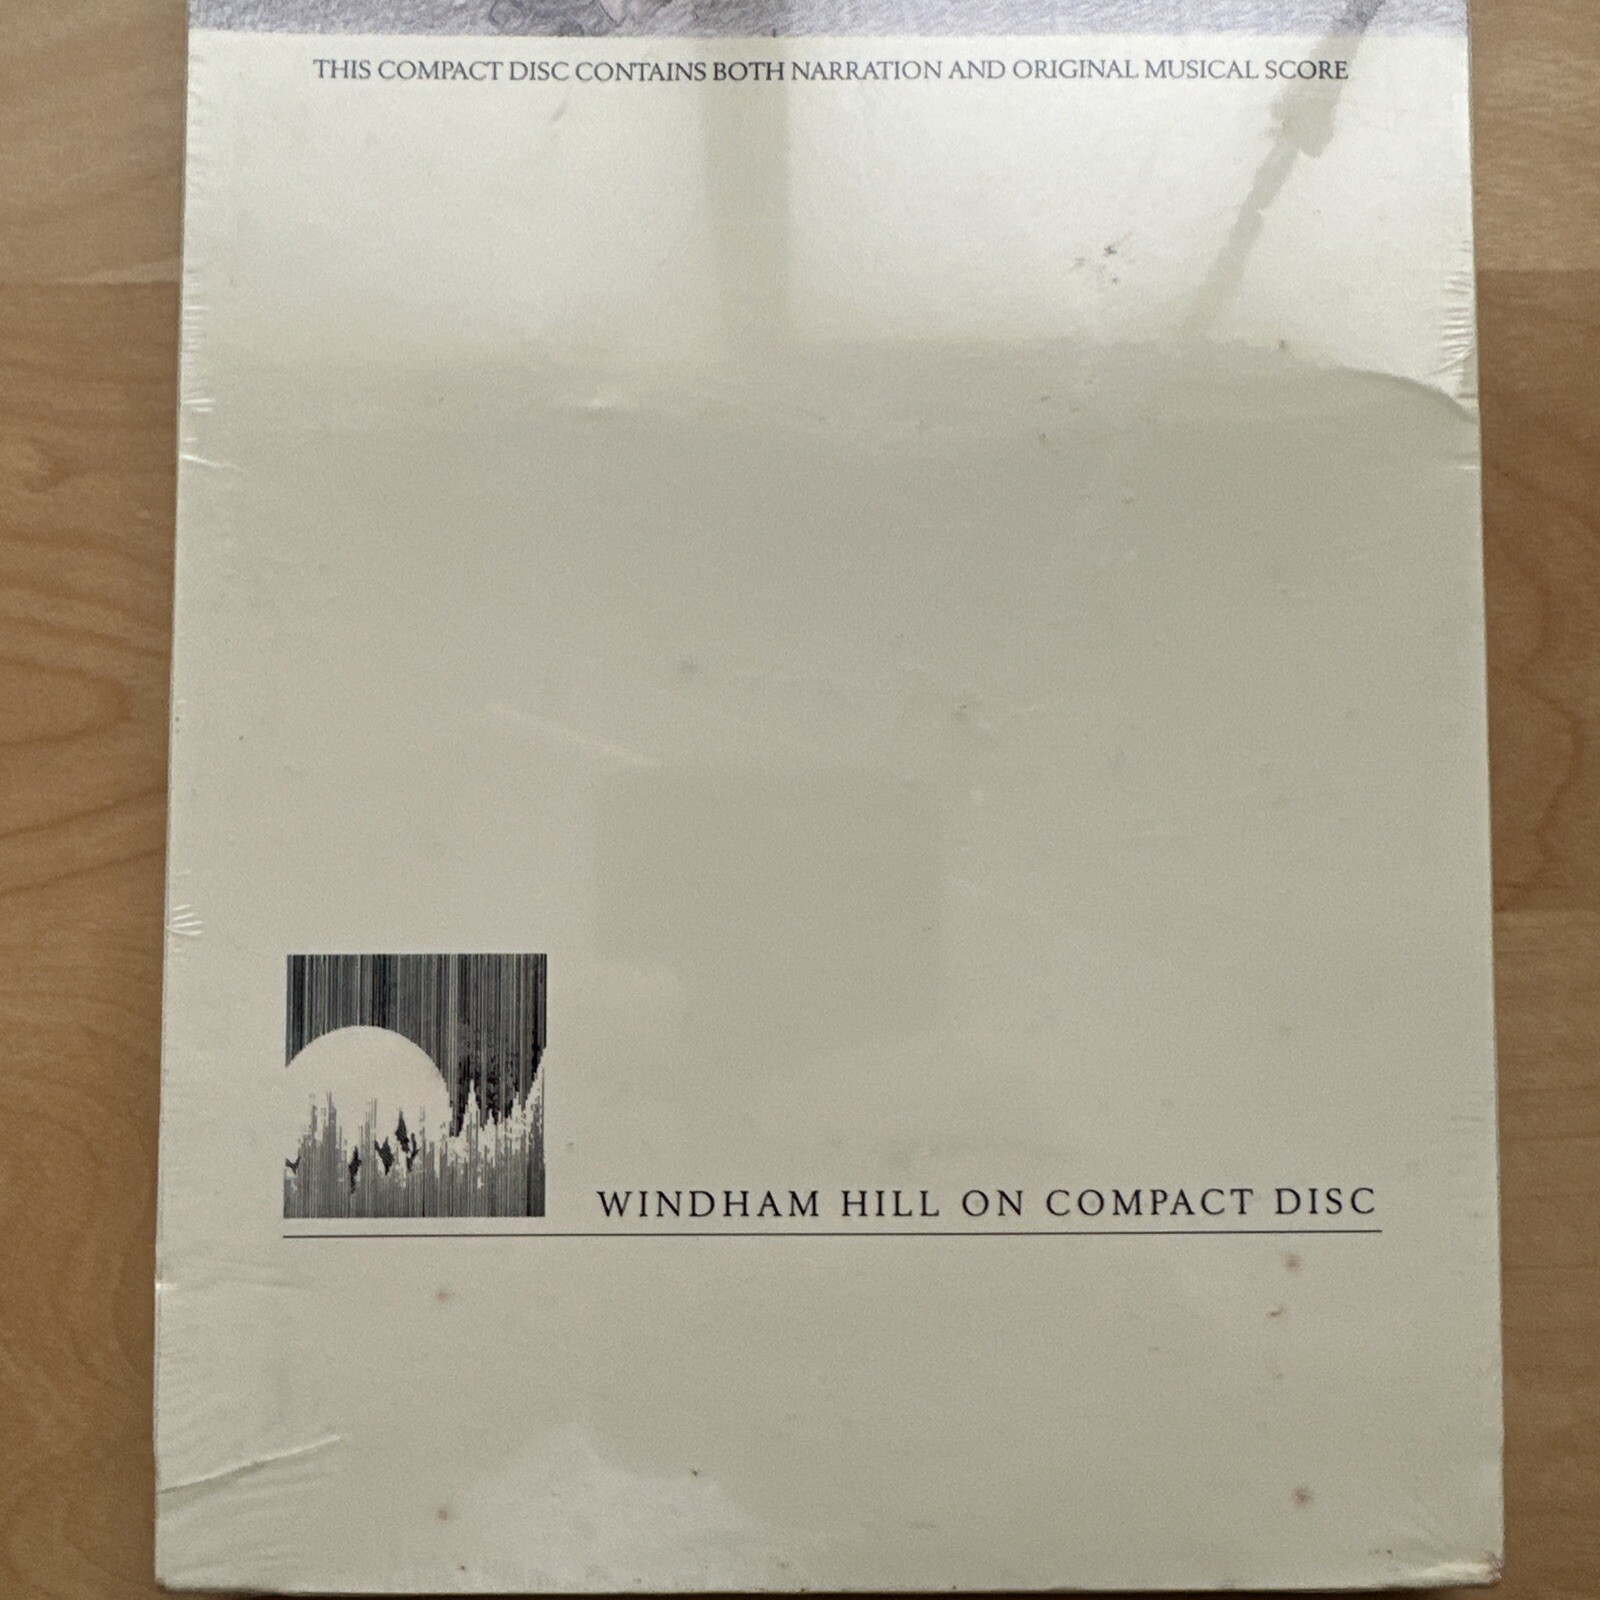 THIS COMPACT DISC CONTAINS BOTH NARRATION AND ORIGINAL MUSICAL SCORE
WINDHAM HILL ON COMPACT DISC